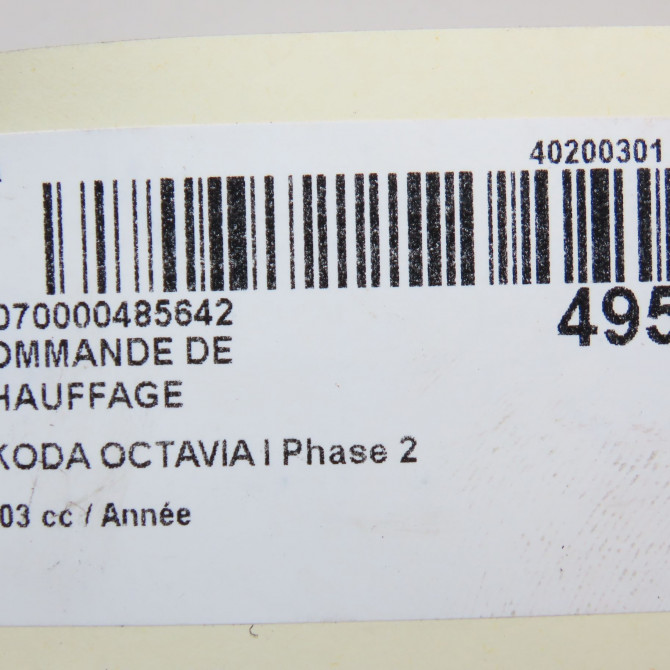 40200301
070000485642
495
OMMANDE DE
HAUFFAGE
KODA OCTAVIA I Phase 2
03 cc / Année